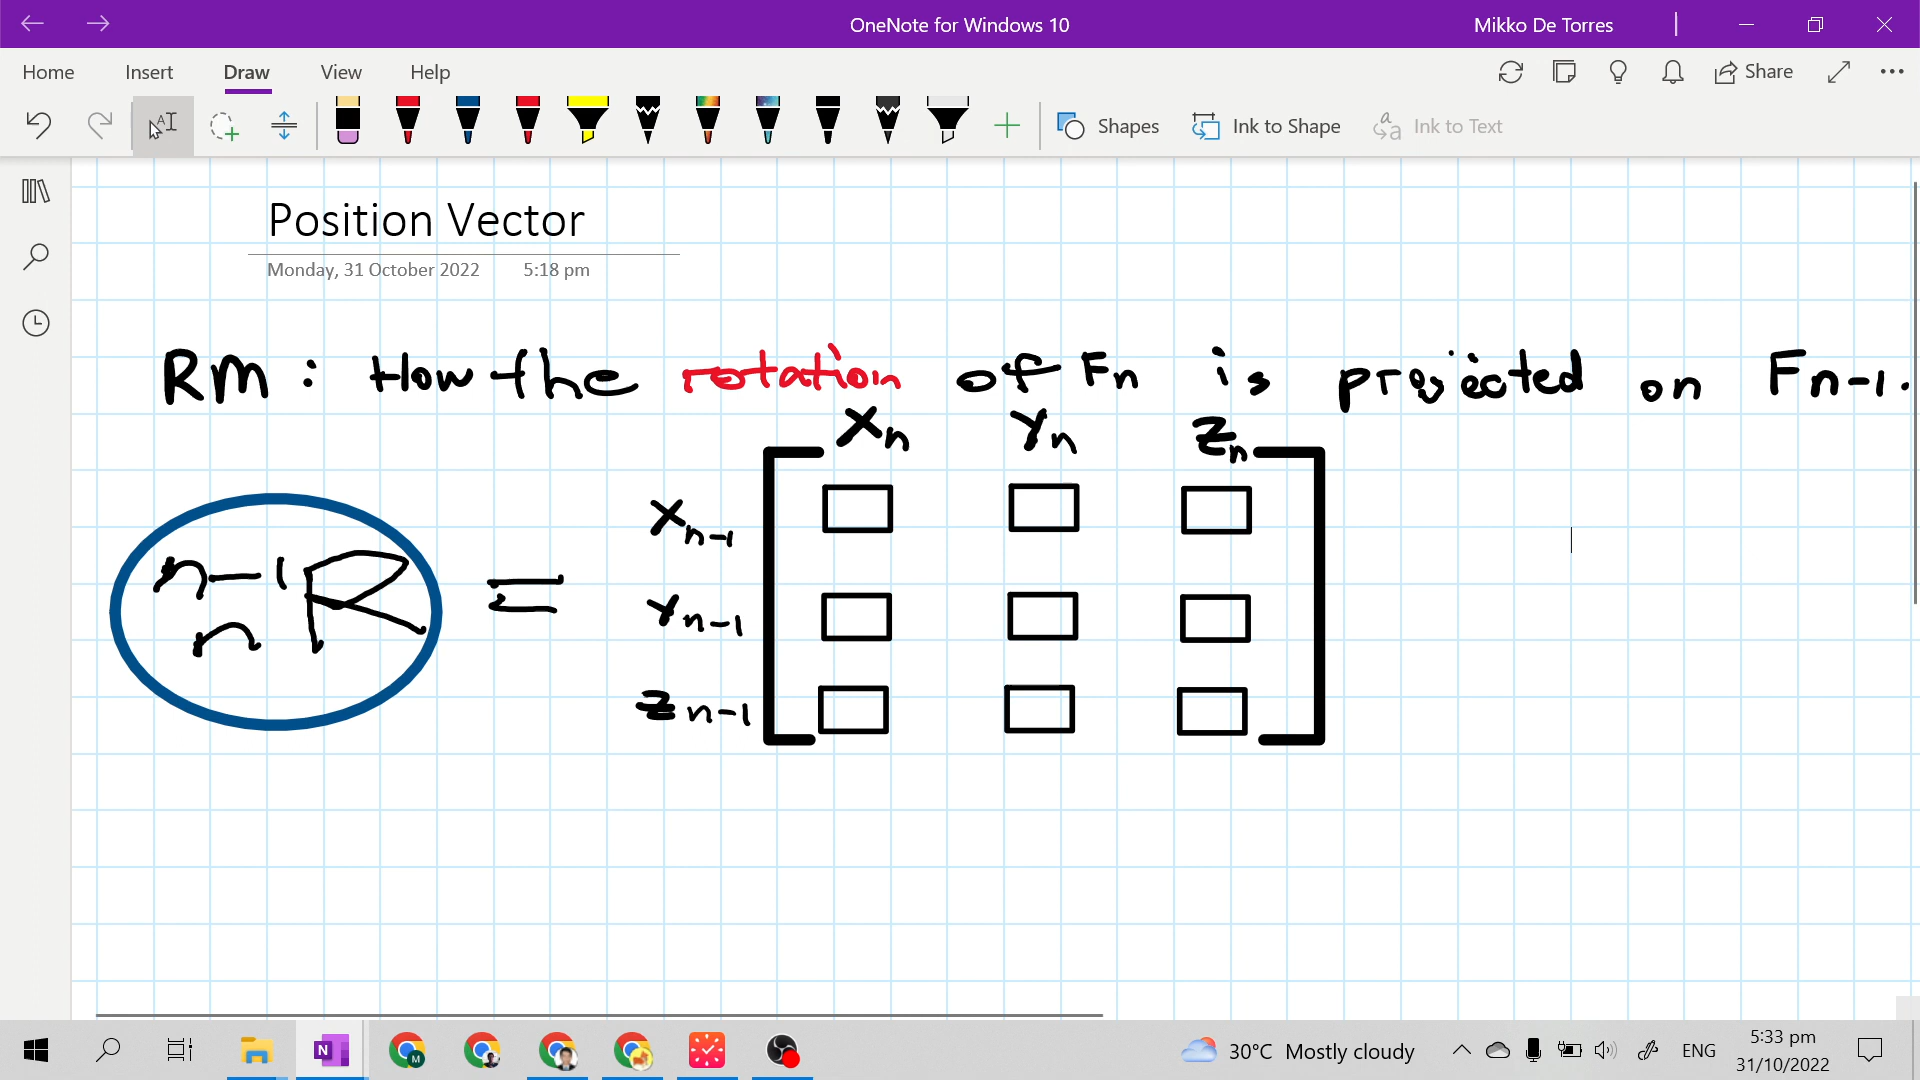 OneNote for Windows 10
Mikko De Torres
Home Insert Draw View Help
Share
Shapes Ink to Shape Ink to Text
Position Vector
Monday, 31 October 2022 5:18 pm
RM : How the rotation of Fn is projected on Fn-1.
Xn Yn Zn
Xn-1
n-1
n R =
Yn-1
Zn-1
30°C Mostly cloudy
ENG
5:33 pm
31/10/2022